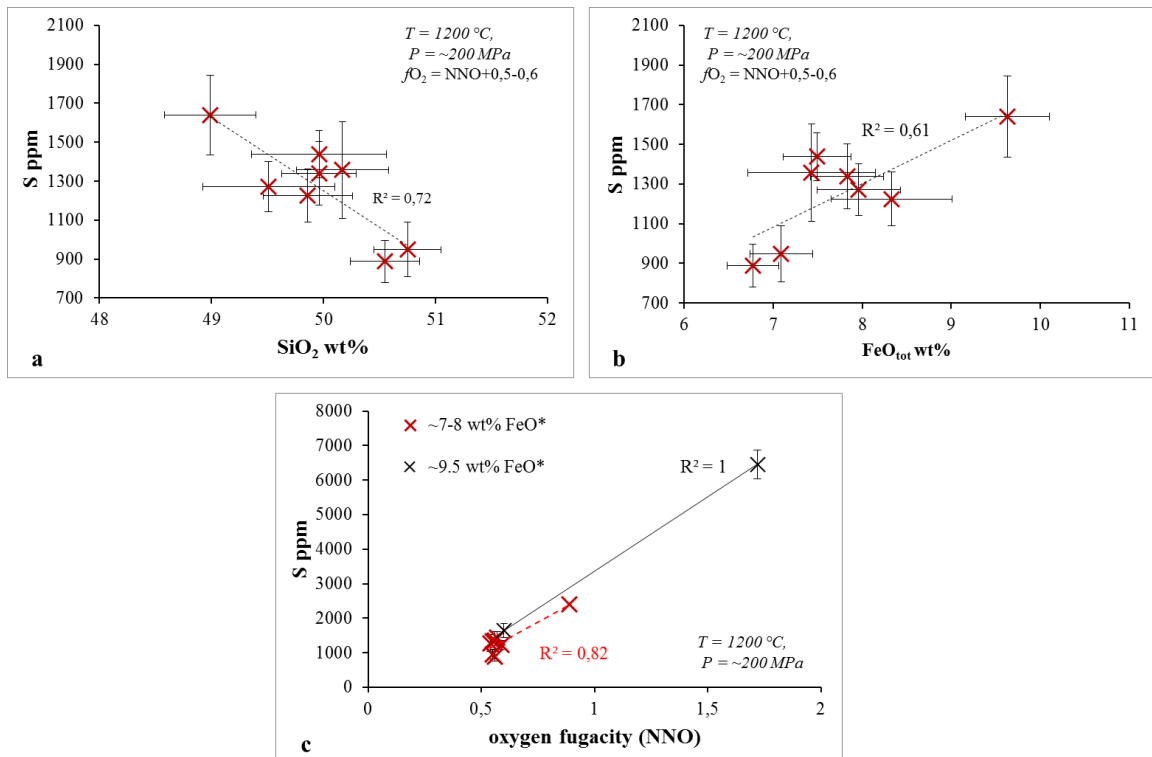 2100
1900
1700
1500
1300
1100
900
700
S ppm
T = 1200 °C,
P = ~200 MPa
fO₂ = NNO+0,5-0,6
R² = 0,72
48
49
50
51
52
SiO₂ wt%
a
2100
1900
1700
1500
1300
1100
900
700
S ppm
T = 1200 °C,
P = ~200 MPa
fO₂ = NNO+0,5-0,6
R² = 0,61
6
7
8
9
10
11
FeOtot wt%
b
8000
7000
6000
5000
4000
3000
2000
1000
0
S ppm
~7-8 wt% FeO*
~9.5 wt% FeO*
R² = 1
R² = 0,82
T = 1200 °C,
P = ~200 MPa
0
0,5
1
1,5
2
oxygen fugacity (NNO)
c